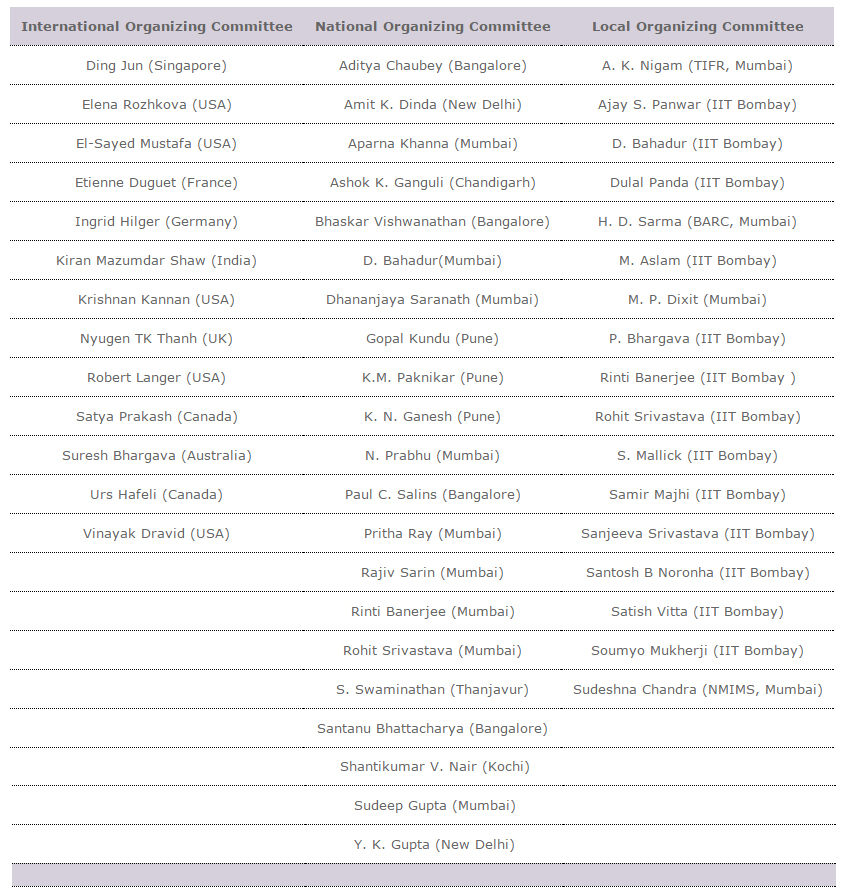 International Organizing Committee National Organizing Committee Local Organizing Committee
Ding Jun (Singapore) Aditya Chaubey (Bangalore) A. K. Nigam (TIFR, Mumbai)
Elena Rozhkova (USA) Amit K. Dinda (New Delhi) Ajay S. Panwar (IIT Bombay)
El-Sayed Mustafa (USA) Aparna Khanna (Mumbai) D. Bahadur (IIT Bombay)
Etienne Duguet (France) Ashok K. Ganguli (Chandigarh) Dulal Panda (IIT Bombay)
Ingrid Hilger (Germany) Bhaskar Vishwanathan (Bangalore) H. D. Sarma (BARC, Mumbai)
Kiran Mazumdar Shaw (India) D. Bahadur(Mumbai) M. Aslam (IIT Bombay)
Krishnan Kannan (USA) Dhananjaya Saranath (Mumbai) M. P. Dixit (Mumbai)
Nyugen TK Thanh (UK) Gopal Kundu (Pune) P. Bhargava (IIT Bombay)
Robert Langer (USA) K.M. Paknikar (Pune) Rinti Banerjee (IIT Bombay )
Satya Prakash (Canada) K. N. Ganesh (Pune) Rohit Srivastava (IIT Bombay)
Suresh Bhargava (Australia) N. Prabhu (Mumbai) S. Mallick (IIT Bombay)
Urs Hafeli (Canada) Paul C. Salins (Bangalore) Samir Majhi (IIT Bombay)
Vinayak Dravid (USA) Pritha Ray (Mumbai) Sanjeeva Srivastava (IIT Bombay)
Rajiv Sarin (Mumbai) Santosh B Noronha (IIT Bombay)
Rinti Banerjee (Mumbai) Satish Vitta (IIT Bombay)
Rohit Srivastava (Mumbai) Soumyo Mukherji (IIT Bombay)
S. Swaminathan (Thanjavur) Sudeshna Chandra (NMIMS, Mumbai)
Santanu Bhattacharya (Bangalore)
Shantikumar V. Nair (Kochi)
Sudeep Gupta (Mumbai)
Y. K. Gupta (New Delhi)